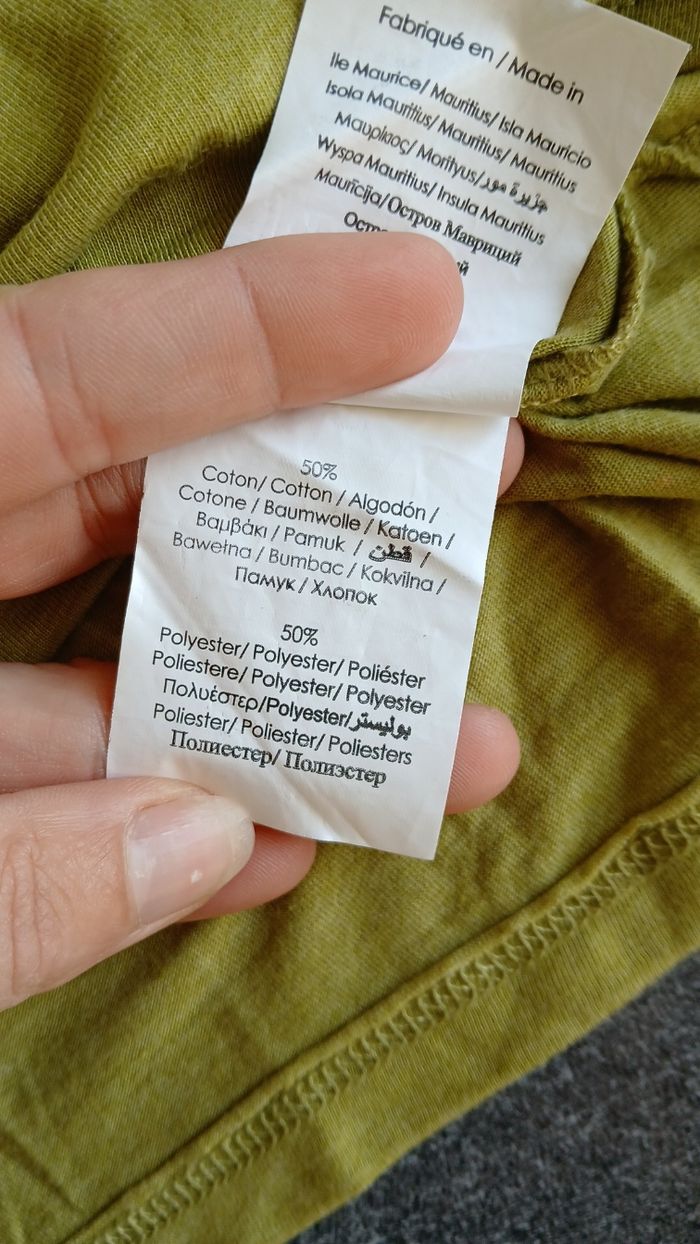 Fabriqué en / Made in
Ile Maurice/ Mauritius/ Isla Mauricio
Isola Mauritius/ Mauritius/ Mauritius
Μαυρίκιος/ Morityus/ جزيرة مور
Wyspa Mauritius/ Insula Mauritius
Maurīcija/Остров Мавриций
50%
Coton/ Cotton / Algodón /
Cotone / Baumwolle / Katoen /
Βαμβάκι / Pamuk / قطن /
Bawełna / Bumbac / Kokvilna /
Памук / Хлопок
50%
Polyester/ Polyester/ Poliéster
Poliestere/ Polyester/ Polyester
Πολυέστερ/Polyester/بوليستر
Poliester/ Poliester/ Poliesters
Полиестер/ Полиэстер